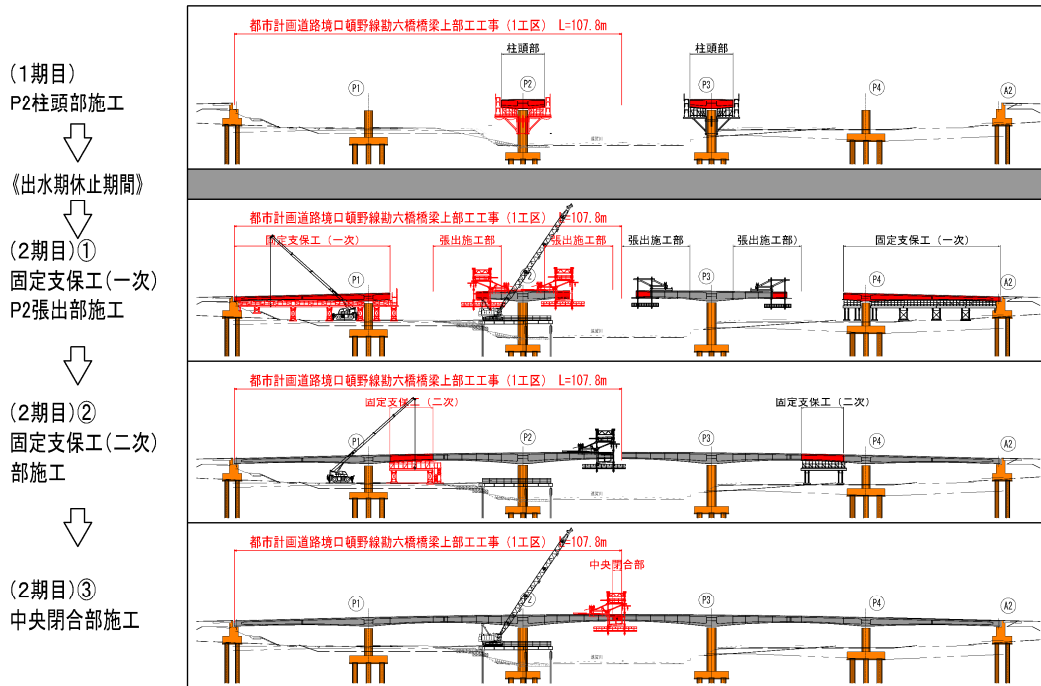 都市計画道路境口頓野線勘六橋橋梁上部工工事（1工区） L=107.8m
柱頭部
柱頭部
P1
P2
P3
P4
A2
（1期目）
P2柱頭部施工
《出水期休止期間》
都市計画道路境口頓野線勘六橋橋梁上部工工事（1工区） L=107.8m
固定支保工（一次）
張出施工部
張出施工部
張出施工部
張出施工部
固定支保工（一次）
P1
2
P3
P4
A2
（2期目）①
固定支保工（一次）
P2張出部施工
都市計画道路境口頓野線勘六橋橋梁上部工工事（1工区） L=107.8m
固定支保工（二次）
固定支保工（二次）
P1
P2
P3
P4
A2
（2期目）②
固定支保工（二次）
部施工
都市計画道路境口頓野線勘六橋橋梁上部工工事（1工区） L=107.8m
中央閉合部
P1
P2
P3
P4
A2
（2期目）③
中央閉合部施工